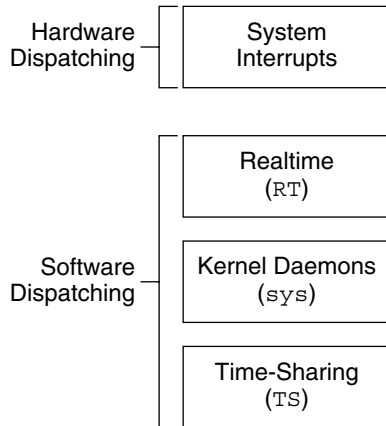 Hardware
Dispatching
System
Interrupts
Software
Dispatching
Realtime
(RT)
Kernel Daemons
(sys)
Time-Sharing
(TS)